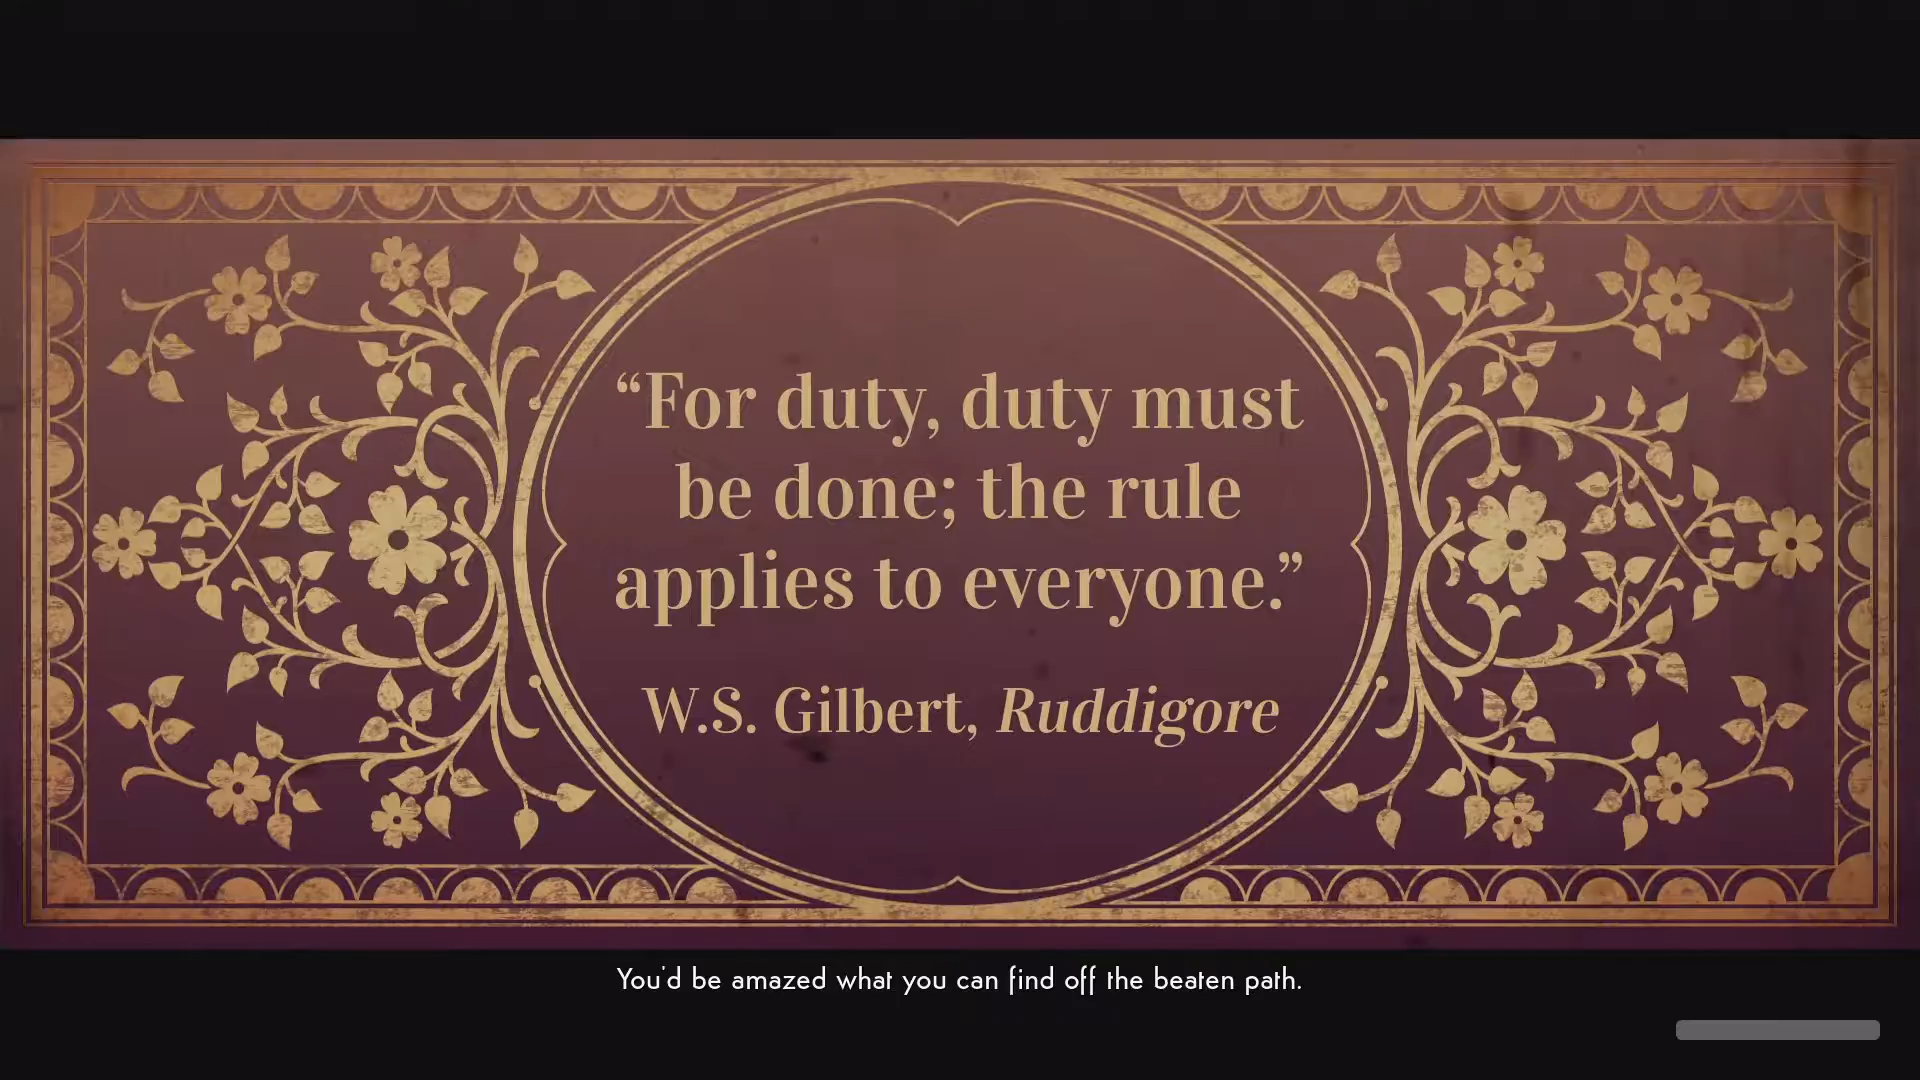 “For duty, duty must
be done; the rule
applies to everyone.”
W.S. Gilbert, Ruddigore
You'd be amazed what you can find off the beaten path.